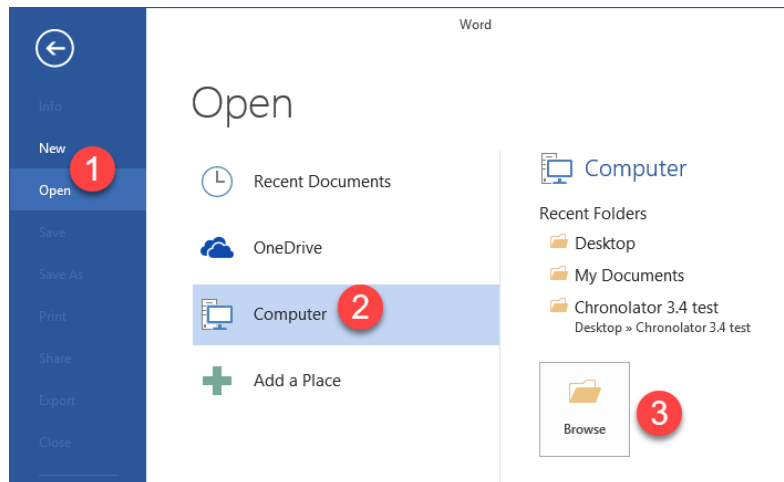 Word
Info
New
1
Open
Save
Save As
Print
Share
Export
Close
Open
Recent Documents
OneDrive
Computer
2
Add a Place
Computer
Recent Folders
Desktop
My Documents
Chronolator 3.4 test
Desktop » Chronolator 3.4 test
Browse
3